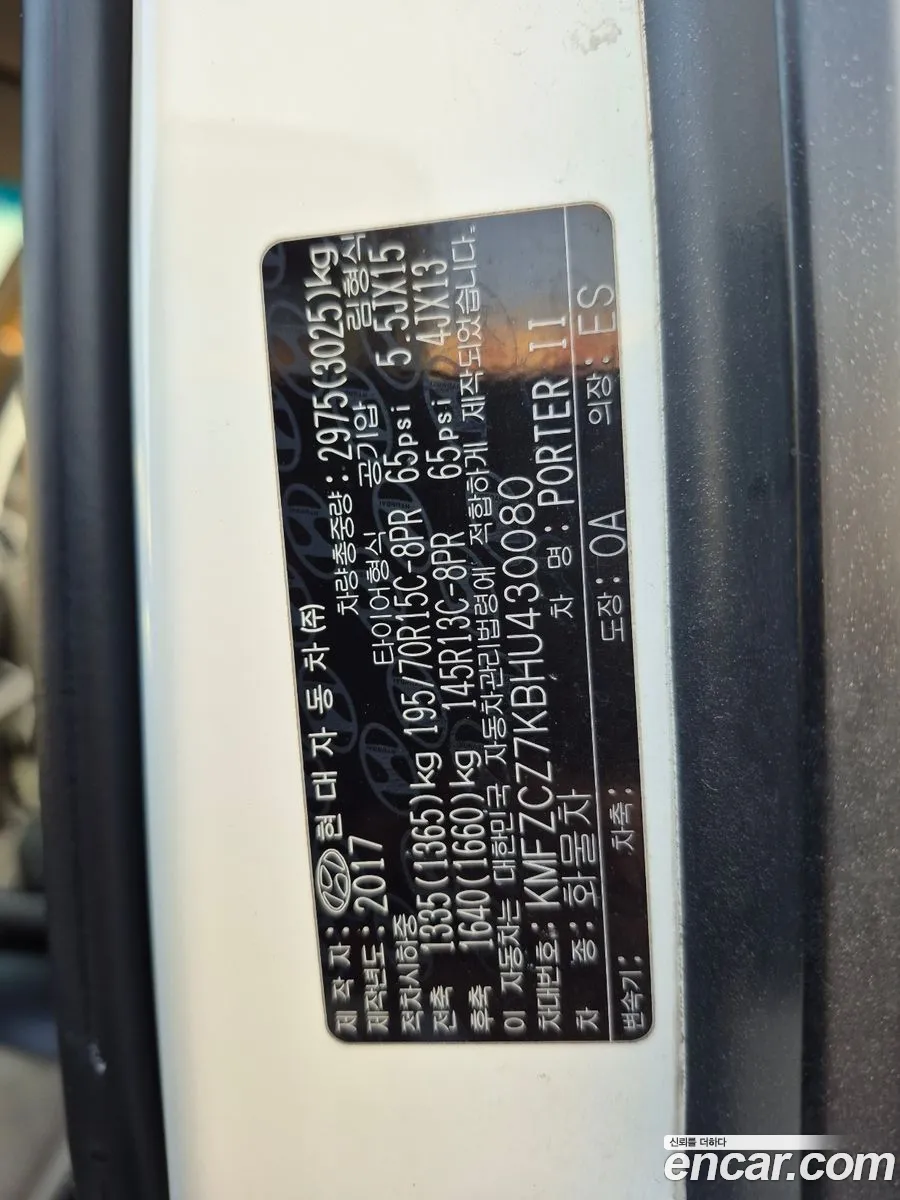 제 작 자 : 현 대 자 동 차 (주)
제작년도 : 2017 차량총중량 : 2975(3025)kg
적차시하중 타이어형식 공기압 림형식
전축 1335(1365)kg 195/70R15C-8PR 65psi 5.5JX15
후축 1640(1660)kg 145R13C-8PR 65psi 4JX13
이 자동차는 대한민국 자동차관리법령에 적합하게 제작되었습니다.
차대번호 : KMFZCZ7KBHU430080
차 종 : 화물차 차 명 : PORTER II
변속기 : 차축 : 도장 : OA 의장 : ES
신뢰를 더하다
encar.com